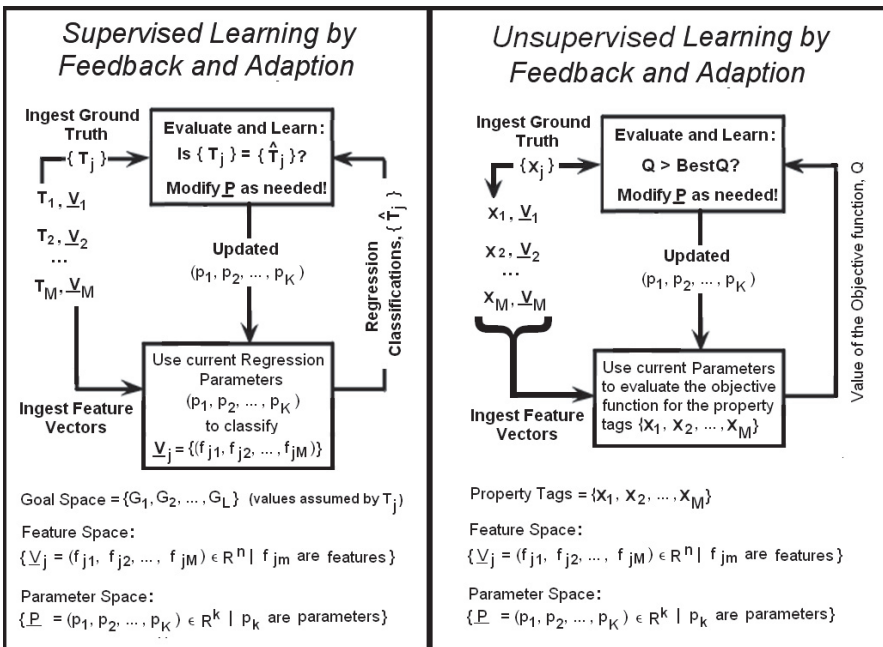 Supervised Learning by
Feedback and Adaption
Ingest Ground
Truth
{ T_j }
T_1, V_1
T_2, V_2
...
T_M, V_M
Evaluate and Learn:
Is { T_j } = { T̂_j }?
Modify P as needed!
Updated
(p_1, p_2, ... , p_K)
Regression
Classifications, { T̂_j }
Use current Regression
Parameters
(p_1, p_2, ... , p_K)
to classify
V_j = {(f_j1, f_j2, ... , f_jM)}
Ingest Feature
Vectors
Goal Space = {G_1, G_2, ... , G_L} (values assumed by T_j)
Feature Space:
{ V_j = (f_j1, f_j2, ... , f_jM) ∈ R^n | f_jm are features }
Parameter Space:
{ P = (p_1, p_2, ... , p_K) ∈ R^k | p_k are parameters}
Unsupervised Learning by
Feedback and Adaption
Ingest Ground
Truth
{x_j}
x_1, V_1
x_2, V_2
...
x_M, V_M
Evaluate and Learn:
Q > BestQ?
Modify P as needed!
Updated
(p_1, p_2, ... , p_K)
Value of the Objective function, Q
Use current Parameters
to evaluate the objective
function for the property
tags {x_1, x_2, ... , x_M}
Ingest Feature
Vectors
Property Tags = {x_1, x_2, ... , x_M}
Feature Space:
{ V_j = (f_j1, f_j2, ... , f_jM) ∈ R^n | f_jm are features}
Parameter Space:
{ P = (p_1, p_2, ... , p_K) ∈ R^k | p_k are parameters}